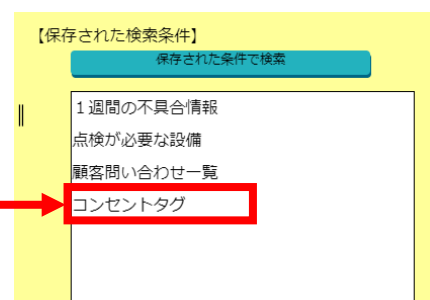 【保存された検索条件】
保存された条件で検索
１週間の不具合情報
点検が必要な設備
顧客問い合わせ一覧
コンセントタグ